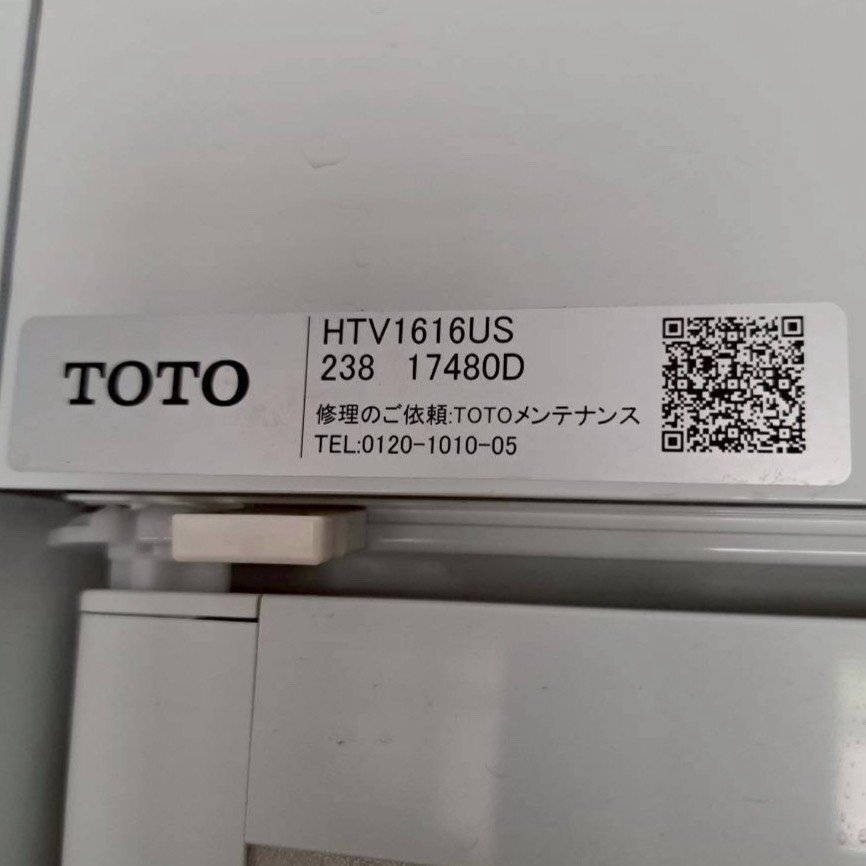 TOTO
HTV1616US
238 17480D
修理のご依頼:TOTOメンテナンス
TEL:0120-1010-05